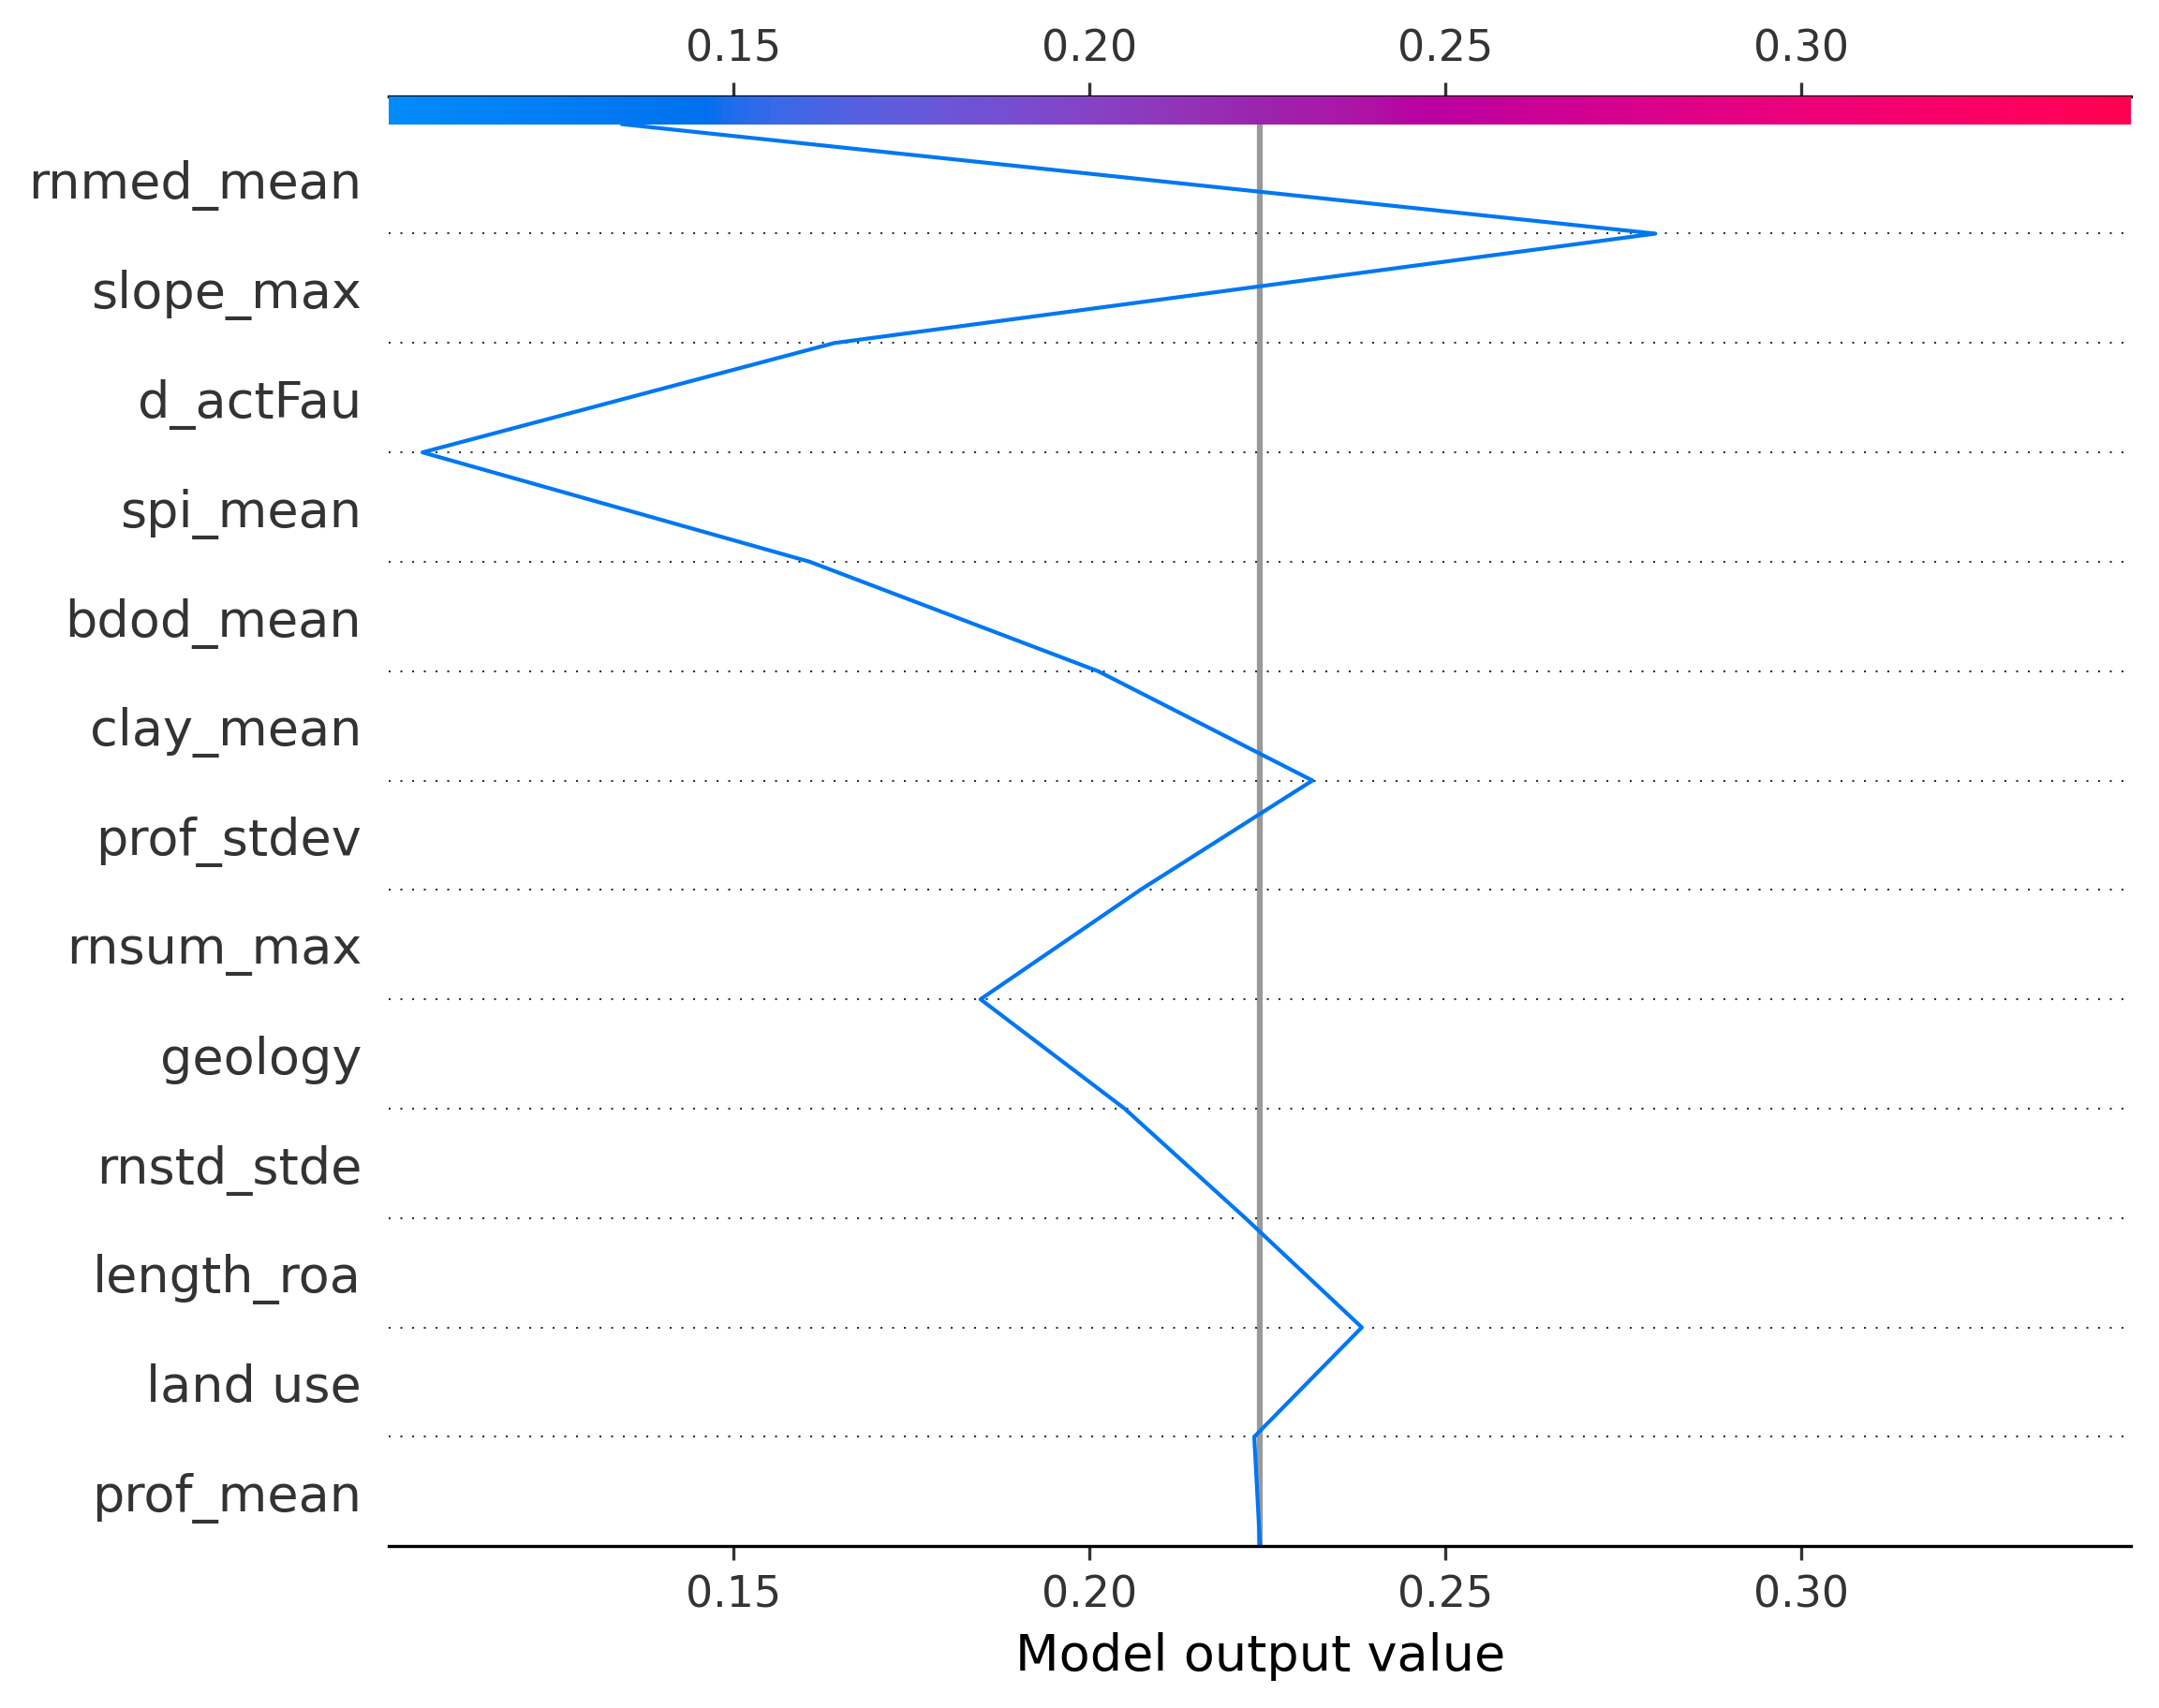 0.15 0.20 0.25 0.30
rnmed_mean
slope_max
d_actFau
spi_mean
bdod_mean
clay_mean
prof_stdev
rnsum_max
geology
rnstd_stde
length_roa
land use
prof_mean
0.15 0.20 0.25 0.30
Model output value